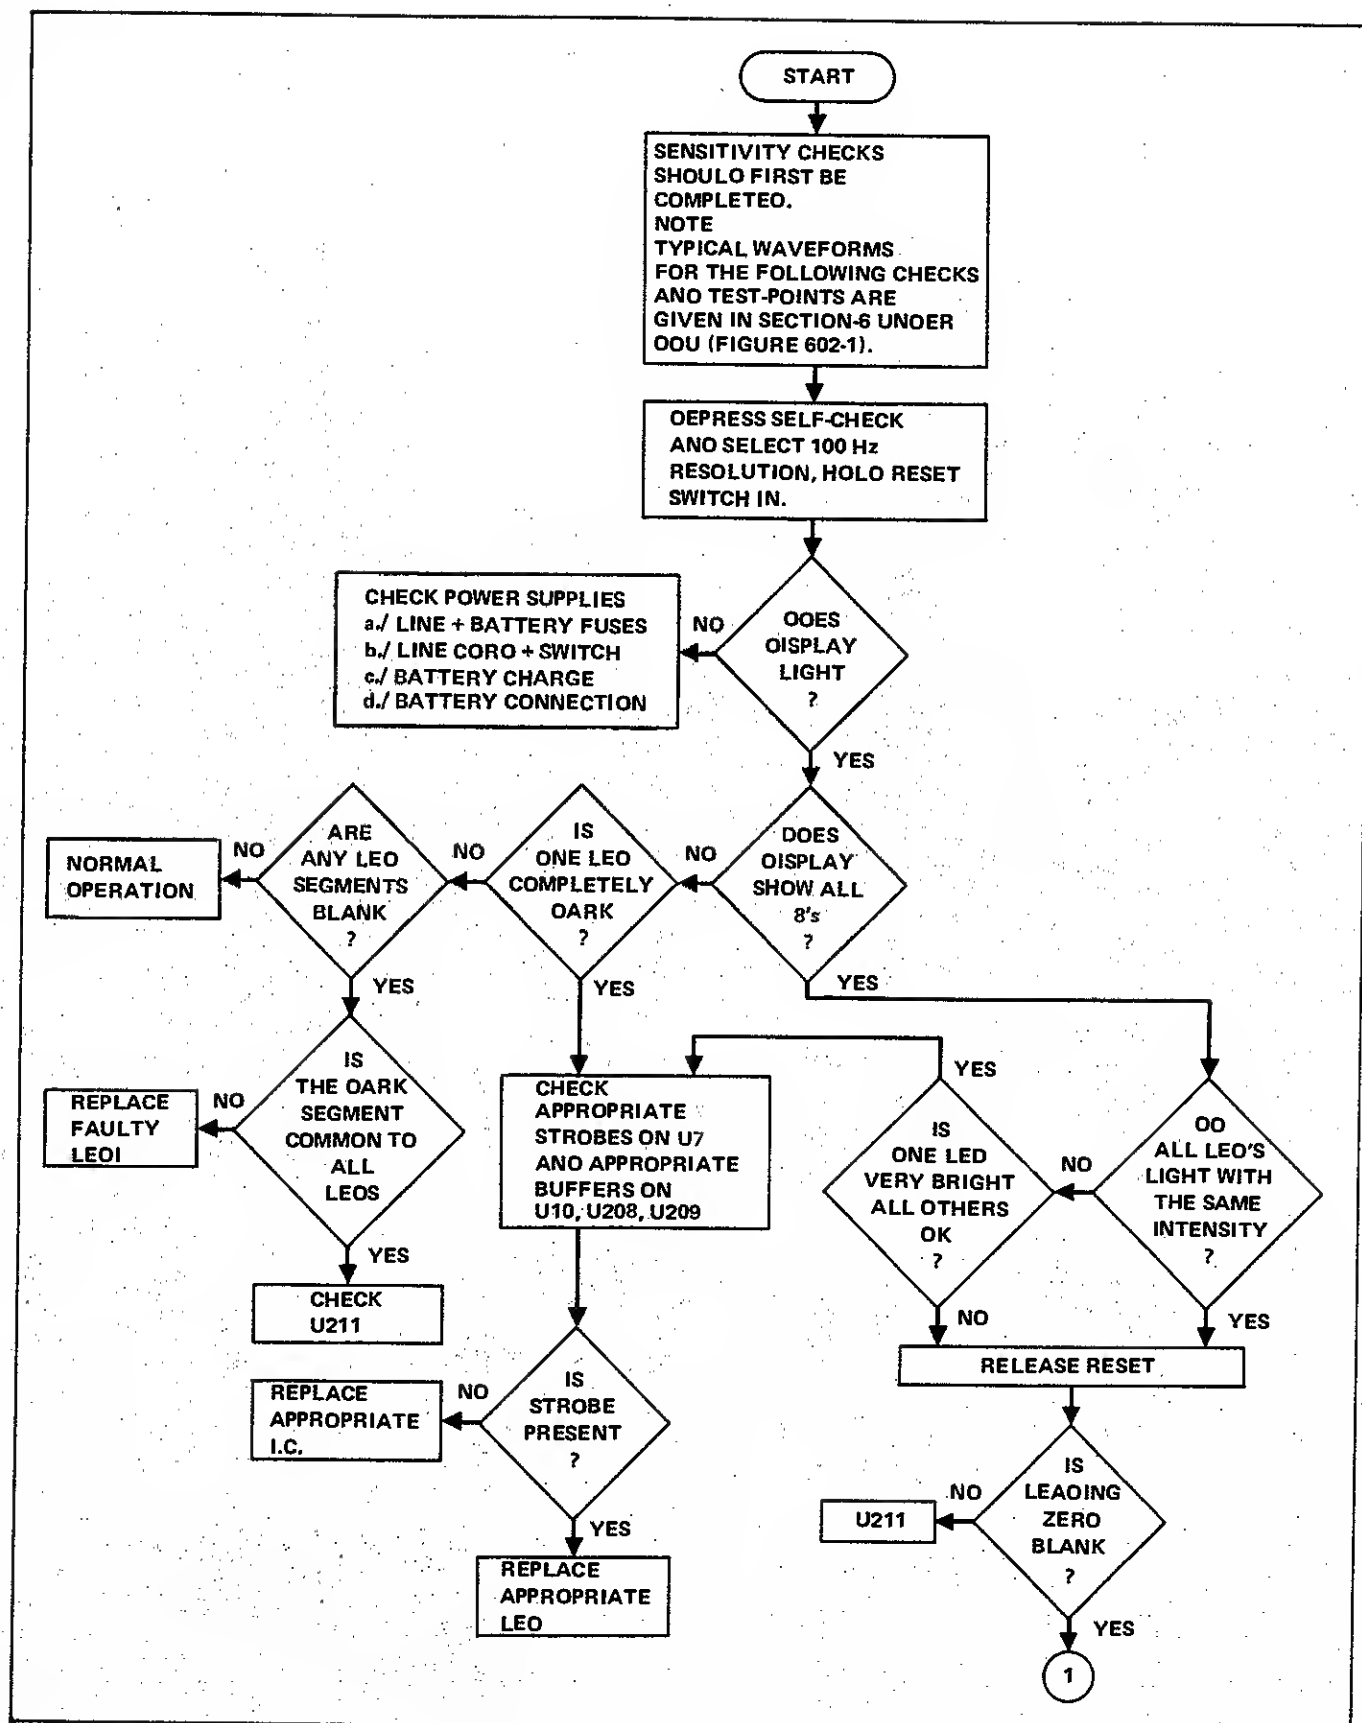 START
SENSITIVITY CHECKS
SHOULD FIRST BE
COMPLETEO.
NOTE
TYPICAL WAVEFORMS
FOR THE FOLLOWING CHECKS
ANO TEST-POINTS ARE
GIVEN IN SECTION-6 UNDER
OOU (FIGURE 602-1).
OEPRESS SELF-CHECK
AND SELECT 100 Hz
RESOLUTION, HOLO RESET
SWITCH IN.
OOES
OISPLAY
LIGHT
?
NO
CHECK POWER SUPPLIES
a./ LINE + BATTERY FUSES
b./ LINE CORO + SWITCH
c./ BATTERY CHARGE
d./ BATTERY CONNECTION
YES
DOES
OISPLAY
SHOW ALL
8's
?
NO
IS
ONE LEO
COMPLETELY
OARK
?
NO
ARE
ANY LEO
SEGMENTS
BLANK
?
NO
NORMAL
OPERATION
YES
YES
YES
IS
THE OARK
SEGMENT
COMMON TO
ALL
LEOS
NO
REPLACE
FAULTY
LEOI
YES
CHECK
U211
CHECK
APPROPRIATE
STROBES ON U7
ANO APPROPRIATE
BUFFERS ON
U10, U208, U209
YES
IS
ONE LED
VERY BRIGHT
ALL OTHERS
OK
?
NO
OO
ALL LEO'S
LIGHT WITH
THE SAME
INTENSITY
?
NO
YES
RELEASE RESET
IS
STROBE
PRESENT
?
NO
REPLACE
APPROPRIATE
I.C.
YES
REPLACE
APPROPRIATE
LEO
IS
LEAOING
ZERO
BLANK
?
NO
U211
YES
1